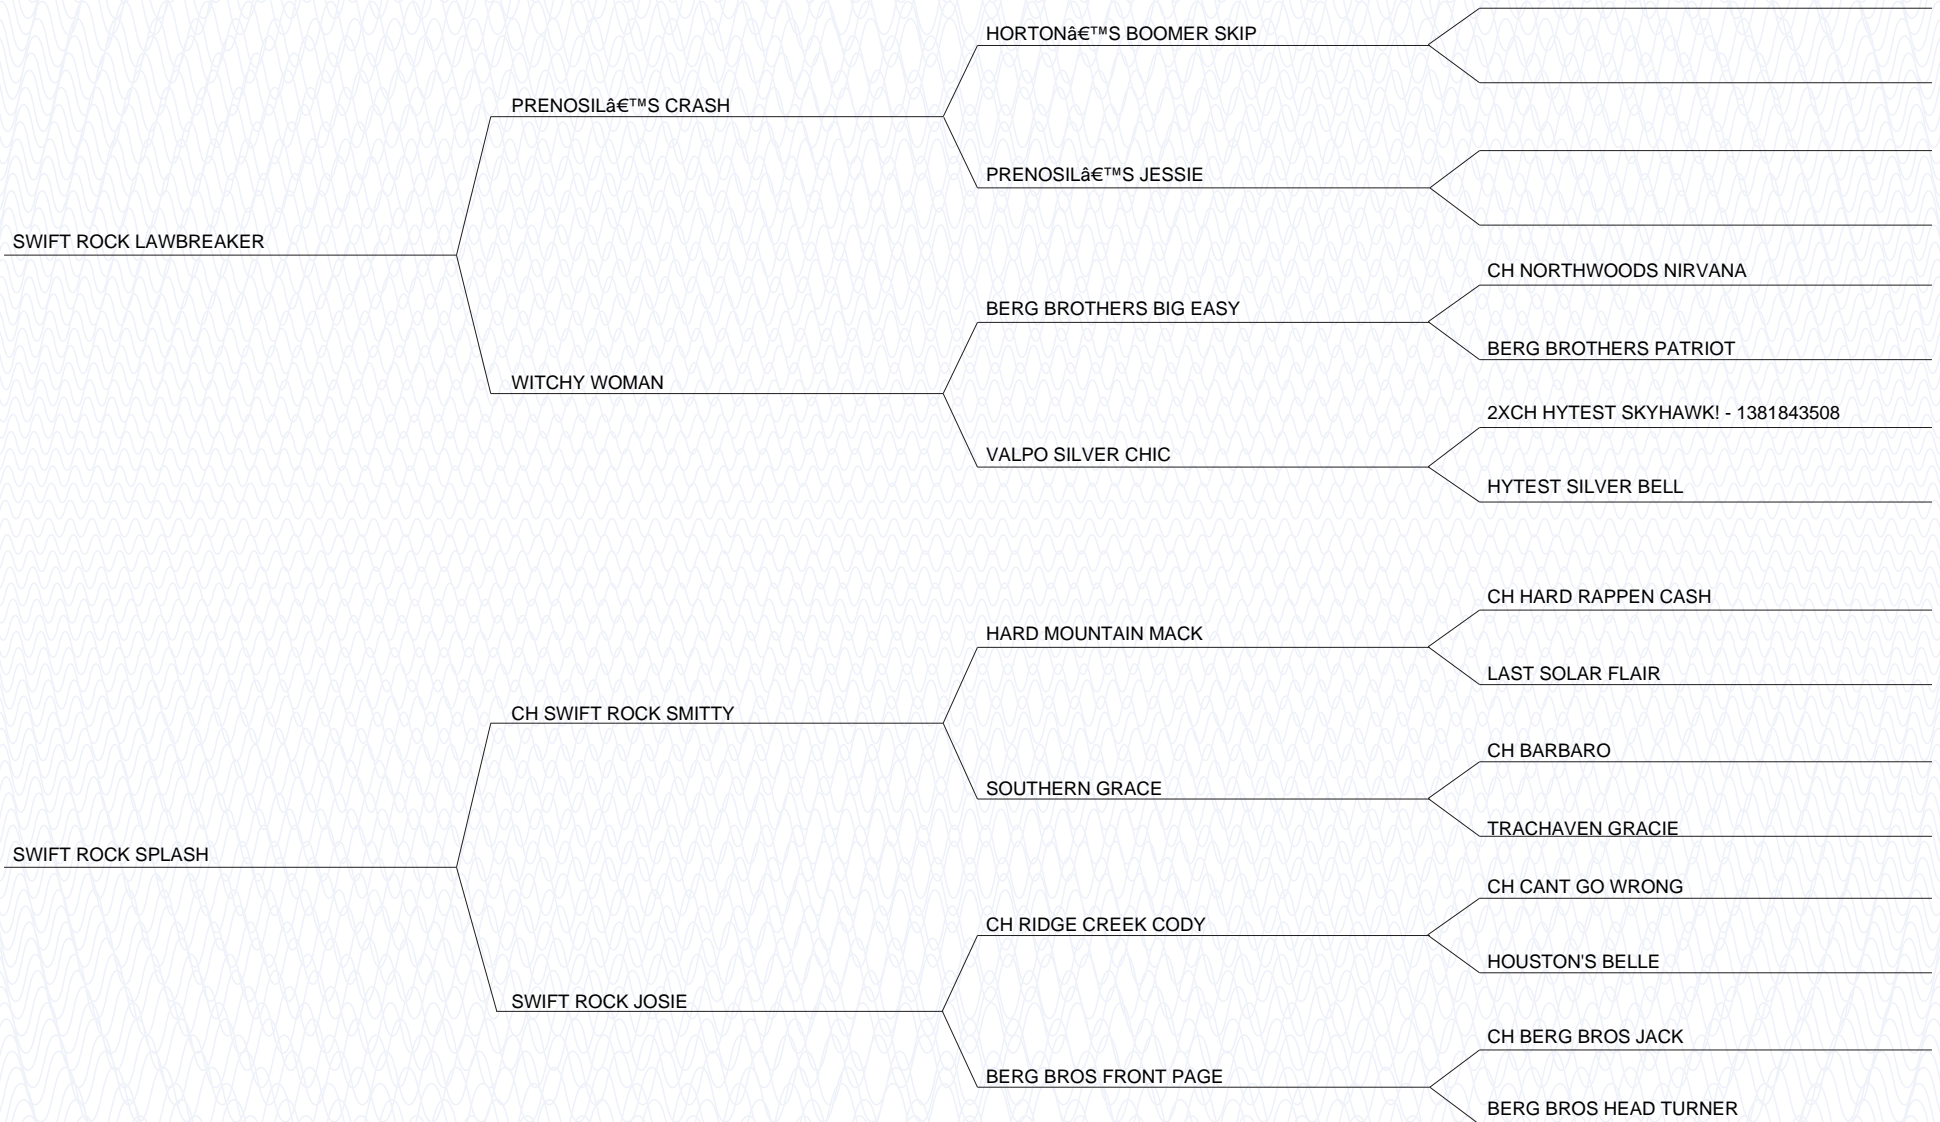 HORTONâ€™S BOOMER SKIP
PRENOSILâ€™S CRASH
PRENOSILâ€™S JESSIE
SWIFT ROCK LAWBREAKER
CH NORTHWOODS NIRVANA
BERG BROTHERS BIG EASY
BERG BROTHERS PATRIOT
WITCHY WOMAN
2XCH HYTEST SKYHAWK! - 1381843508
VALPO SILVER CHIC
HYTEST SILVER BELL
CH HARD RAPPEN CASH
HARD MOUNTAIN MACK
LAST SOLAR FLAIR
CH SWIFT ROCK SMITTY
CH BARBARO
SOUTHERN GRACE
TRACHAVEN GRACIE
SWIFT ROCK SPLASH
CH CANT GO WRONG
CH RIDGE CREEK CODY
HOUSTON'S BELLE
SWIFT ROCK JOSIE
CH BERG BROS JACK
BERG BROS FRONT PAGE
BERG BROS HEAD TURNER